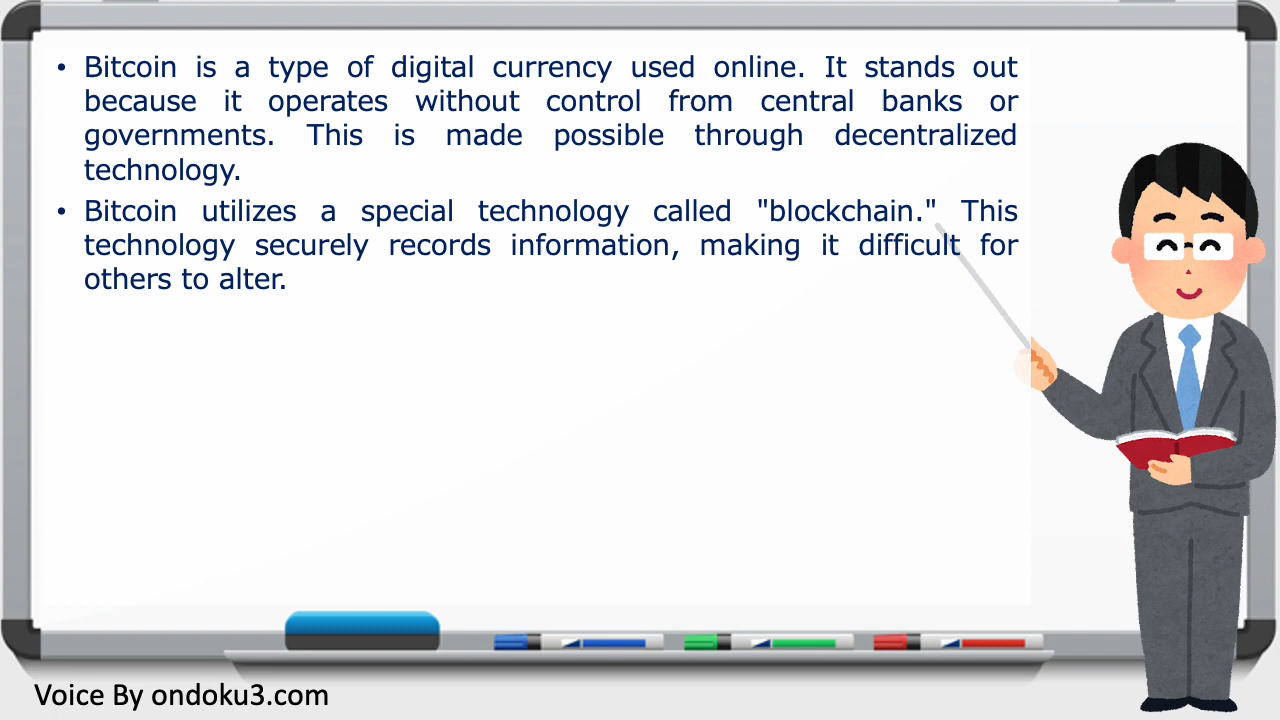 • Bitcoin is a type of digital currency used online. It stands out
because it operates without control from central banks or
governments. This is made possible through decentralized
technology.
• Bitcoin utilizes a special technology called "blockchain." This
technology securely records information, making it difficult for
others to alter.
Voice By ondoku3.com